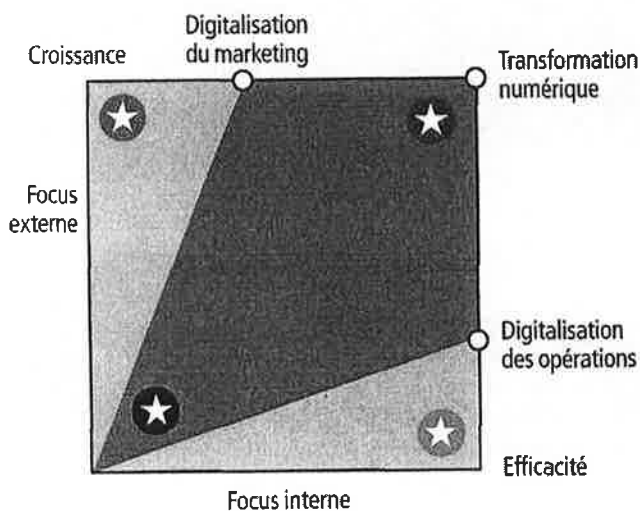 Digitalisation
du marketing
Croissance
Transformation
numérique
Focus
externe
Digitalisation
des opérations
Efficacité
Focus interne